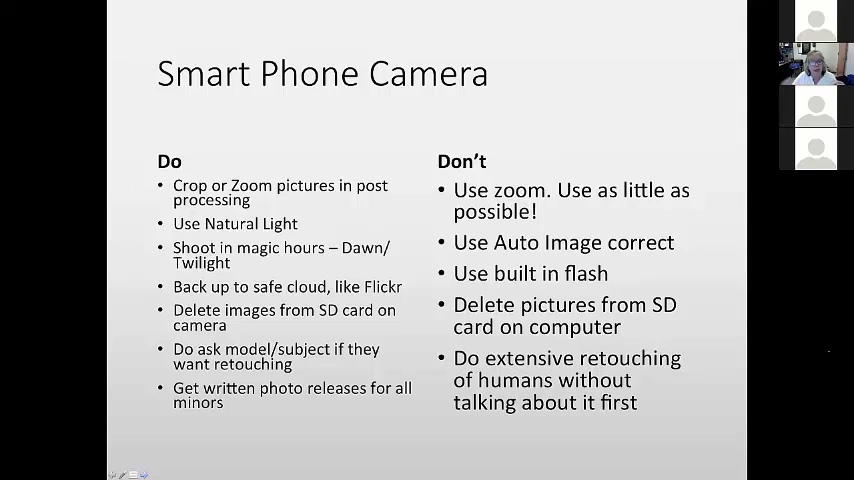 Smart Phone Camera
Do
• Crop or Zoom pictures in post
processing
• Use Natural Light
• Shoot in magic hours – Dawn/
Twilight
• Back up to safe cloud, like Flickr
• Delete images from SD card on
camera
• Do ask model/subject if they
want retouching
• Get written photo releases for all
minors
Don't
• Use zoom. Use as little as
possible!
• Use Auto Image correct
• Use built in flash
• Delete pictures from SD
card on computer
• Do extensive retouching
of humans without
talking about it first